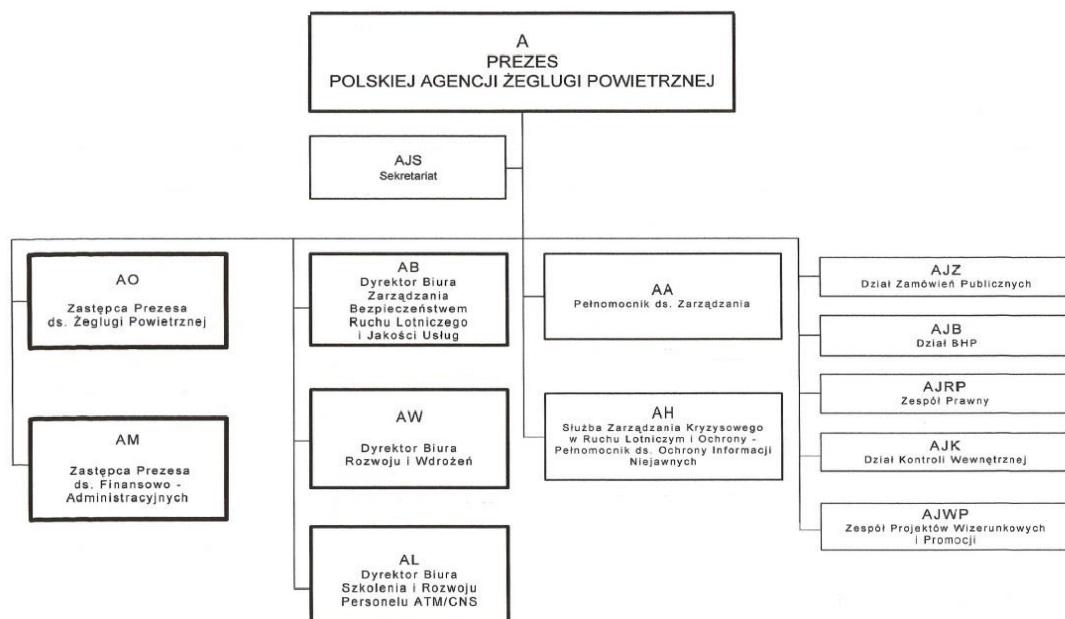 A
PREZES
POLSKIEJ AGENCJI ŻEGLUGI POWIETRZNEJ
AJS
Sekretariat
AO
Zastępca Prezesa
ds. Żeglugi Powietrznej
AM
Zastępca Prezesa
ds. Finansowo -
Administracyjnych
AB
Dyrektor Biura
Zarządzania
Bezpieczeństwem
Ruchu Lotniczego
i Jakości Usług
AW
Dyrektor Biura
Rozwoju i Wdrożeń
AL
Dyrektor Biura
Szkolenia i Rozwoju
Personelu ATM/CNS
AA
Pełnomocnik ds. Zarządzania
AH
Służba Zarządzania Kryzysowego
w Ruchu Lotniczym i Ochrony -
Pełnomocnik ds. Ochrony Informacji
Niejawnych
AJZ
Dział Zamówień Publicznych
AJB
Dział BHP
AJRP
Zespół Prawny
AJK
Dział Kontroli Wewnętrznej
AJWP
Zespół Projektów Wizerunkowych
i Promocji